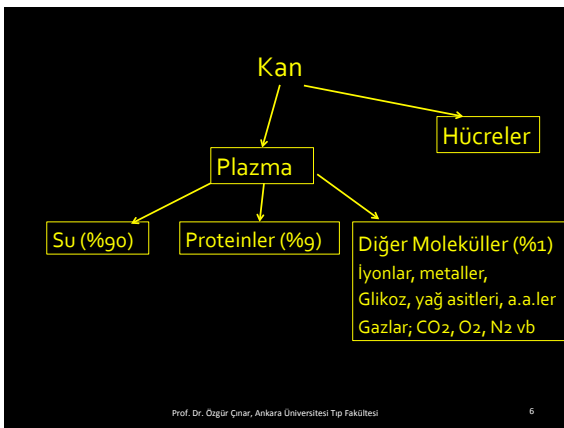 Kan
Hücreler
Plazma
Su (%90)
Proteinler (%9)
Diğer Moleküller (%1)
İyonlar, metaller,
Glikoz, yağ asitleri, a.a.ler
Gazlar; CO2, O2, N2 vb
Prof. Dr. Özgür Çınar, Ankara Üniversitesi Tıp Fakültesi
6